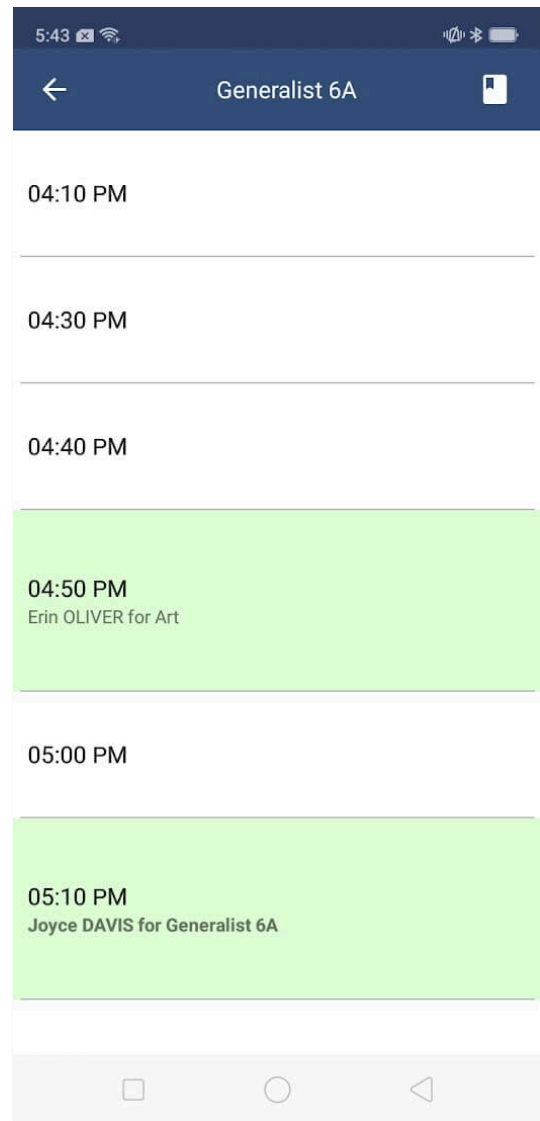 5:43
Generalist 6A
04:10 PM
04:30 PM
04:40 PM
04:50 PM
Erin OLIVER for Art
05:00 PM
05:10 PM
Joyce DAVIS for Generalist 6A